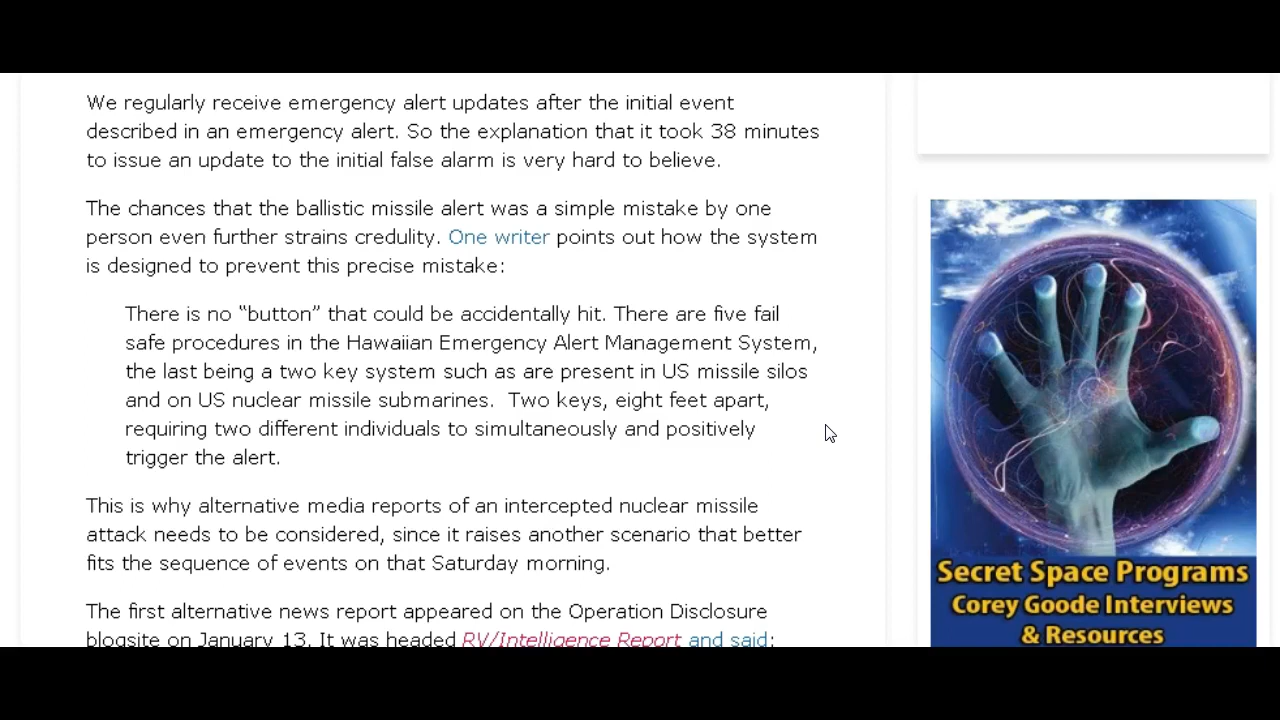 We regularly receive emergency alert updates after the initial event
described in an emergency alert. So the explanation that it took 38 minutes
to issue an update to the initial false alarm is very hard to believe.
The chances that the ballistic missile alert was a simple mistake by one
person even further strains credulity. One writer points out how the system
is designed to prevent this precise mistake:
There is no “button” that could be accidentally hit. There are five fail
safe procedures in the Hawaiian Emergency Alert Management System,
the last being a two key system such as are present in US missile silos
and on US nuclear missile submarines.  Two keys, eight feet apart,
requiring two different individuals to simultaneously and positively
trigger the alert.
This is why alternative media reports of an intercepted nuclear missile
attack needs to be considered, since it raises another scenario that better
fits the sequence of events on that Saturday morning.
The first alternative news report appeared on the Operation Disclosure
blogsite on January 13. It was headed RV/Intelligence Report and said:
Secret Space Programs
Corey Goode Interviews
& Resources